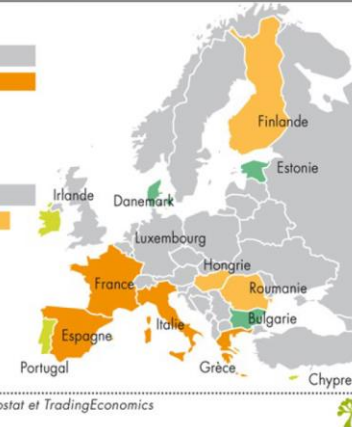 Finlande
Estonie
Irlande
Danemark
Luxembourg
Hongrie
France
Roumanie
Bulgarie
Italie
Espagne
Portugal
Grèce
Chypre
ostat et TradingEconomics